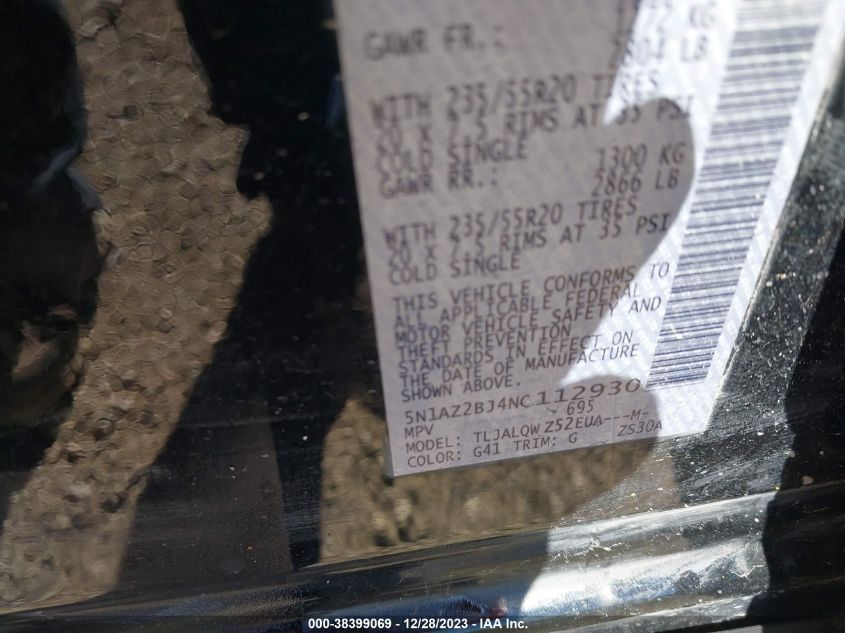 GAWR FR.: KG
2804 LB
WITH 235/55R20 TIRES
20 X 7.5 RIMS AT 35 PSI
COLD SINGLE 1300 KG
GAWR RR.: 2866 LB
WITH 235/55R20 TIRES
20 X 7.5 RIMS AT 35 PSI
COLD SINGLE
THIS VEHICLE CONFORMS TO
ALL APPLICABLE FEDERAL
MOTOR VEHICLE SAFETY AND
THEFT PREVENTION
STANDARDS IN EFFECT ON
THE DATE OF MANUFACTURE
SHOWN ABOVE.
5N1AZ2BJ4NC112930
MPV - 695
MODEL: TLJALQW Z52EUA---M-
COLOR: G41 TRIM: G ZS30A
000-38399069 - 12/28/2023 - IAA Inc.